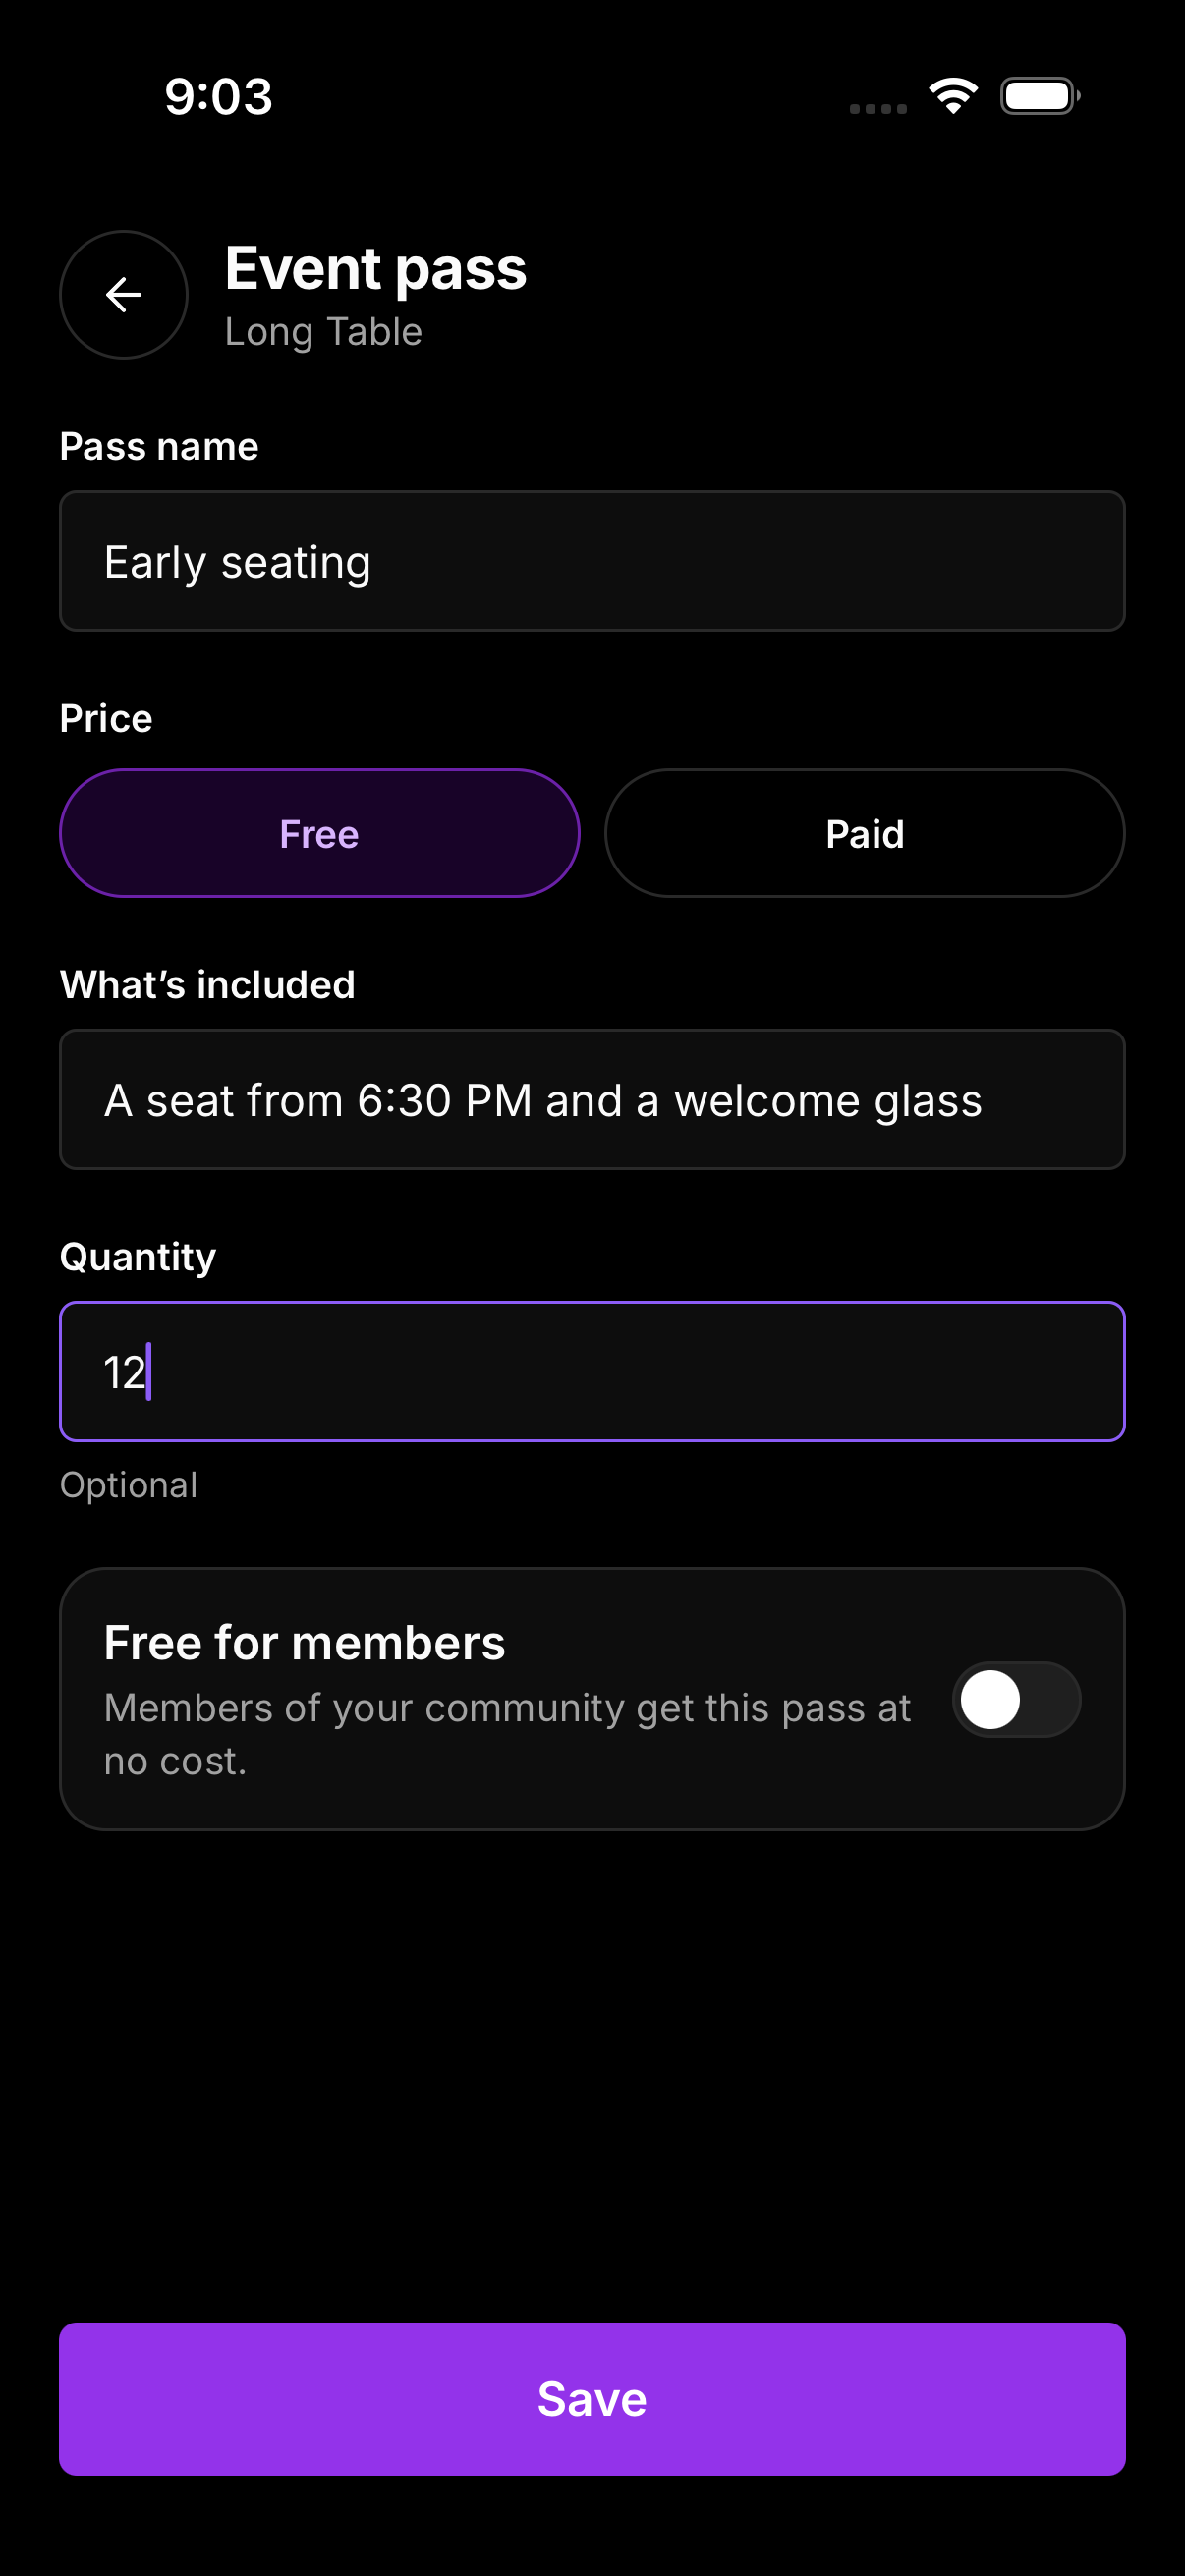 9:03
Event pass
Long Table
Pass name
Early seating
Price
Free
Paid
What’s included
A seat from 6:30 PM and a welcome glass
Quantity
12
Optional
Free for members
Members of your community get this pass at
no cost.
Save